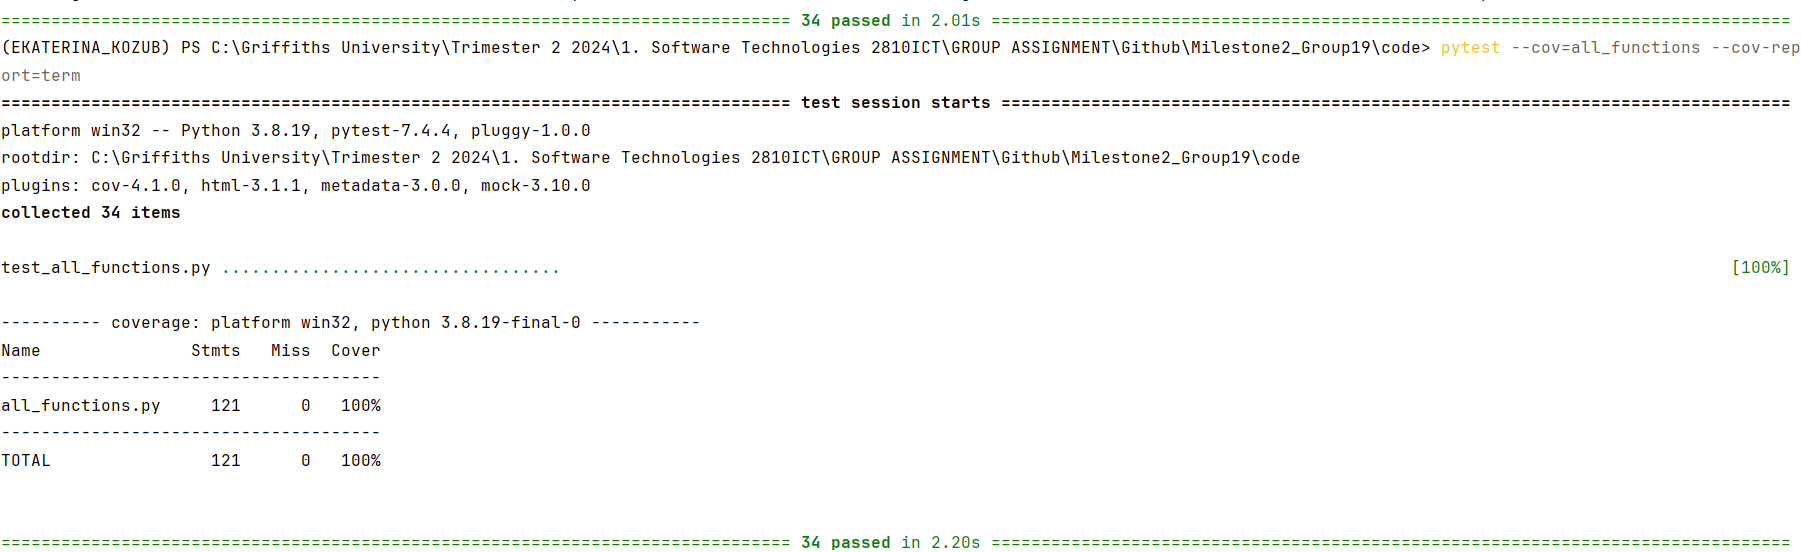 =============================================================================== 34 passed in 2.01s ================================================================================
(EKATERINA_KOZUB) PS C:\Griffiths University\Trimester 2 2024\1. Software Technologies 2810ICT\GROUP ASSIGNMENT\Github\Milestone2_Group19\code> pytest --cov=all_functions --cov-rep
ort=term
=============================================================================== test session starts ===============================================================================
platform win32 -- Python 3.8.19, pytest-7.4.4, pluggy-1.0.0
rootdir: C:\Griffiths University\Trimester 2 2024\1. Software Technologies 2810ICT\GROUP ASSIGNMENT\Github\Milestone2_Group19\code
plugins: cov-4.1.0, html-3.1.1, metadata-3.0.0, mock-3.10.0
collected 34 items
test_all_functions.py ..................................                                                                                                                     [100%]
---------- coverage: platform win32, python 3.8.19-final-0 -----------
Name               Stmts   Miss  Cover
--------------------------------------
all_functions.py     121      0   100%
--------------------------------------
TOTAL                121      0   100%
=============================================================================== 34 passed in 2.20s ================================================================================